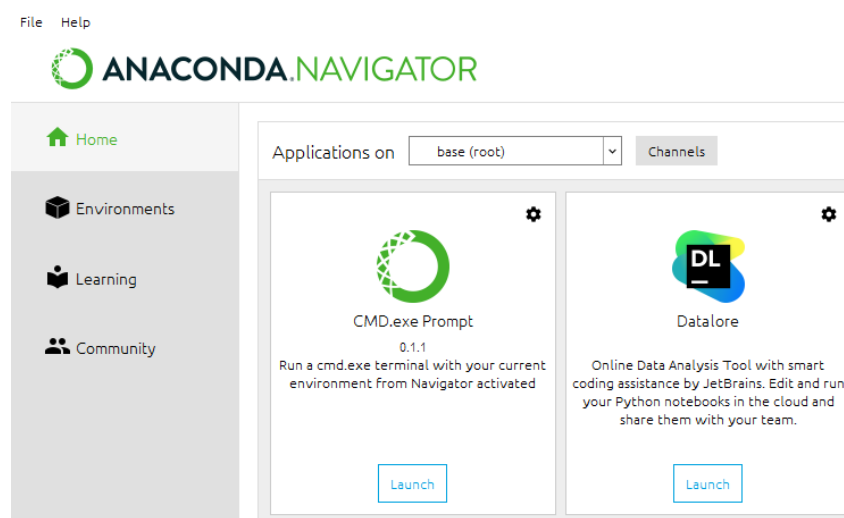 File Help
ANACONDA.NAVIGATOR
Home
Applications on base (root) Channels
Environments
Learning
Community
CMD.exe Prompt
0.1.1
Run a cmd.exe terminal with your current
environment from Navigator activated
Launch
DL
Datalore
Online Data Analysis Tool with smart
coding assistance by JetBrains. Edit and run
your Python notebooks in the cloud and
share them with your team.
Launch